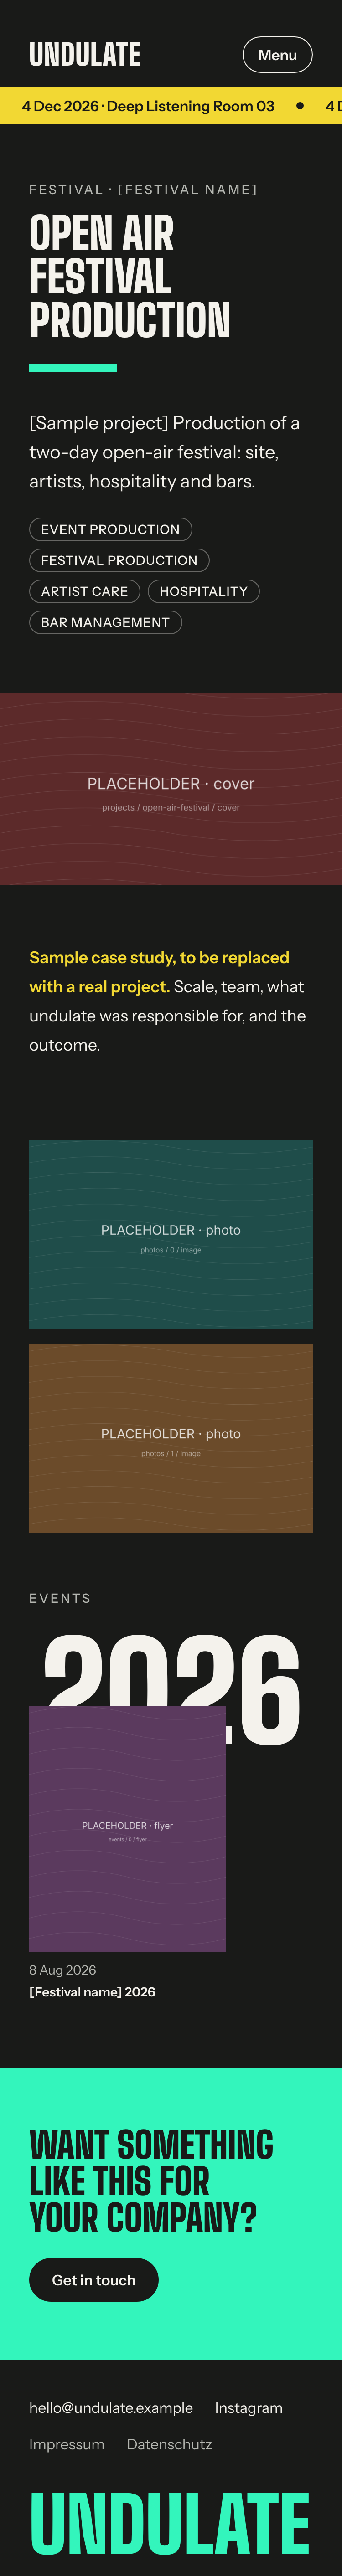 UNDULATE
Menu
4 Dec 2026 · Deep Listening Room 03 • 4 D
FESTIVAL · [FESTIVAL NAME]
OPEN AIR
FESTIVAL
PRODUCTION
[Sample project] Production of a
two-day open-air festival: site,
artists, hospitality and bars.
EVENT PRODUCTION
FESTIVAL PRODUCTION
ARTIST CARE HOSPITALITY
BAR MANAGEMENT
PLACEHOLDER · cover
projects / open-air-festival / cover
Sample case study, to be replaced
with a real project. Scale, team, what
undulate was responsible for, and the
outcome.
PLACEHOLDER · photo
photos / 0 / image
PLACEHOLDER · photo
photos / 1 / image
EVENTS
2026
PLACEHOLDER · flyer
events / 0 / flyer
8 Aug 2026
[Festival name] 2026
WANT SOMETHING
LIKE THIS FOR
YOUR COMPANY?
Get in touch
hello@undulate.example Instagram
Impressum Datenschutz
UNDULATE